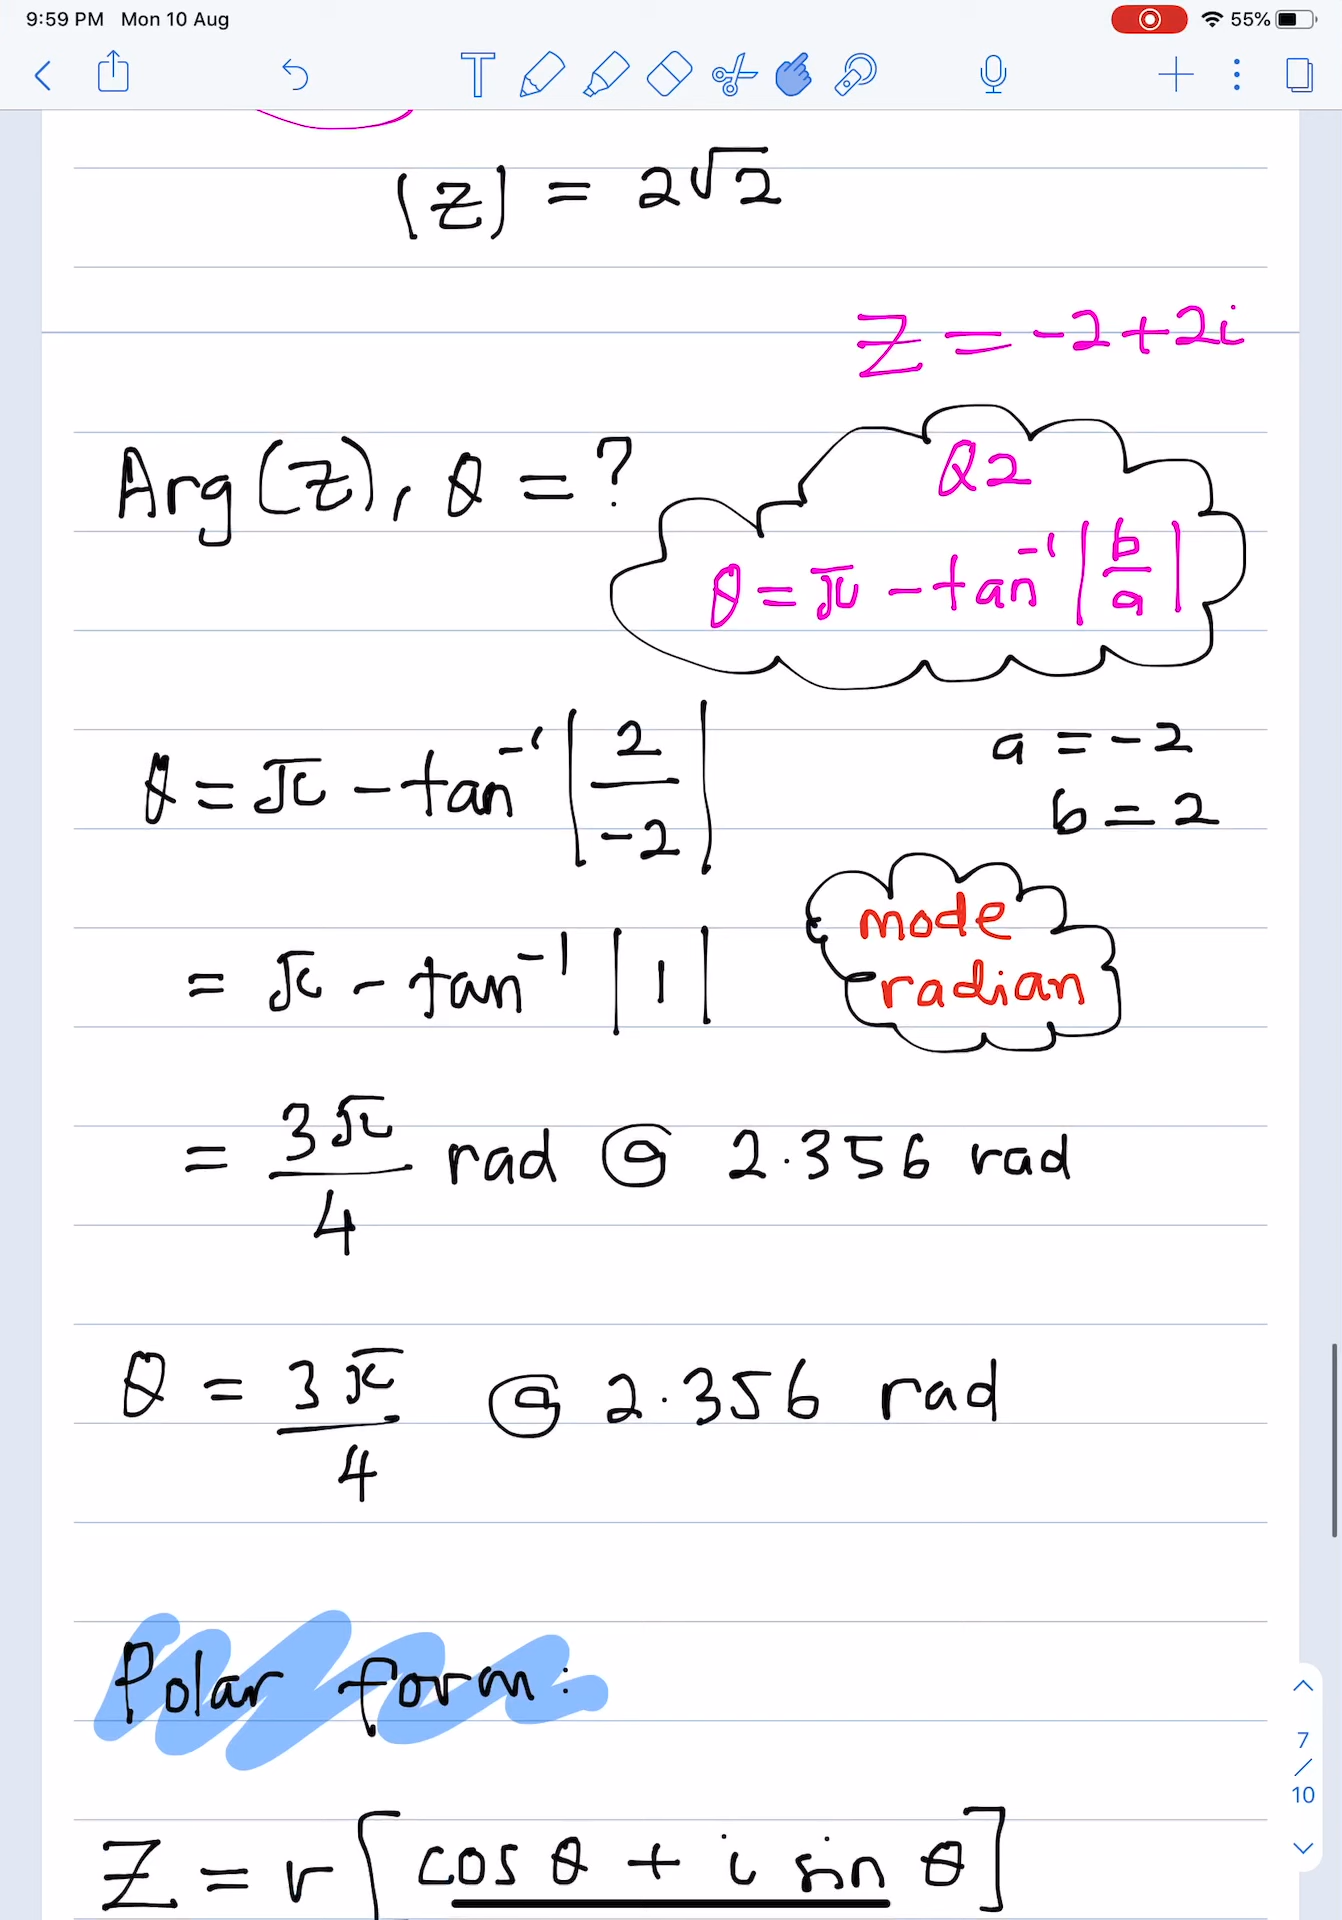 9:59 PM Mon 10 Aug 55%
|z| = 2√2
Z = -2+2i
Arg(z), θ = ?
Q2
θ = π - tan⁻¹ |b/a|
θ = π - tan⁻¹ |2/-2|
a = -2
b = 2
= π - tan⁻¹ |1|
mode
radian
= 3π/4 rad @ 2.356 rad
θ = 3π/4 @ 2.356 rad
Polar form:
Z = r [cos θ + i sin θ]
7
/
10